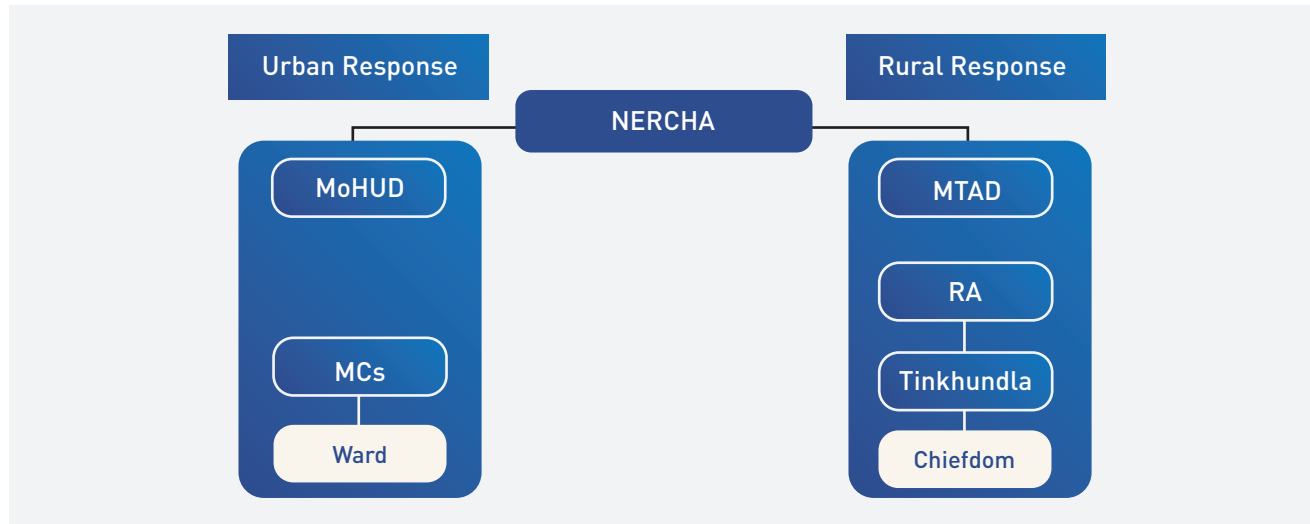 Urban Response
Rural Response
NERCHA
MoHUD
MTAD
RA
MCs
Tinkhundla
Ward
Chiefdom